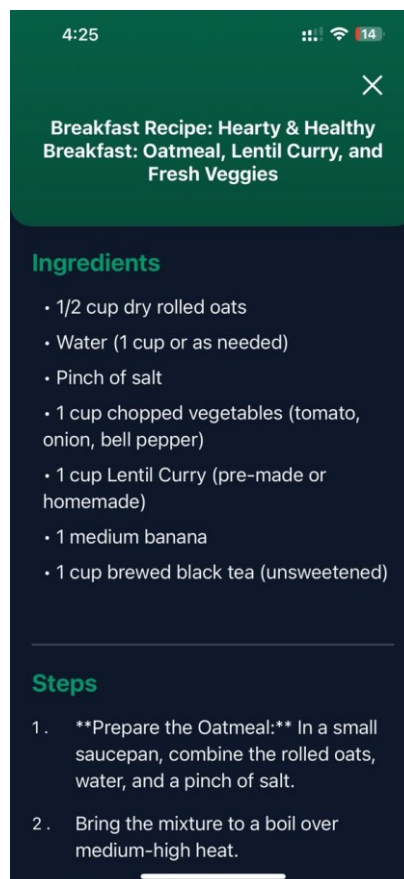 4:25
14
Breakfast Recipe: Hearty & Healthy
Breakfast: Oatmeal, Lentil Curry, and
Fresh Veggies
Ingredients
• 1/2 cup dry rolled oats
• Water (1 cup or as needed)
• Pinch of salt
• 1 cup chopped vegetables (tomato,
onion, bell pepper)
• 1 cup Lentil Curry (pre-made or
homemade)
• 1 medium banana
• 1 cup brewed black tea (unsweetened)
Steps
1. **Prepare the Oatmeal:** In a small
saucepan, combine the rolled oats,
water, and a pinch of salt.
2. Bring the mixture to a boil over
medium-high heat.